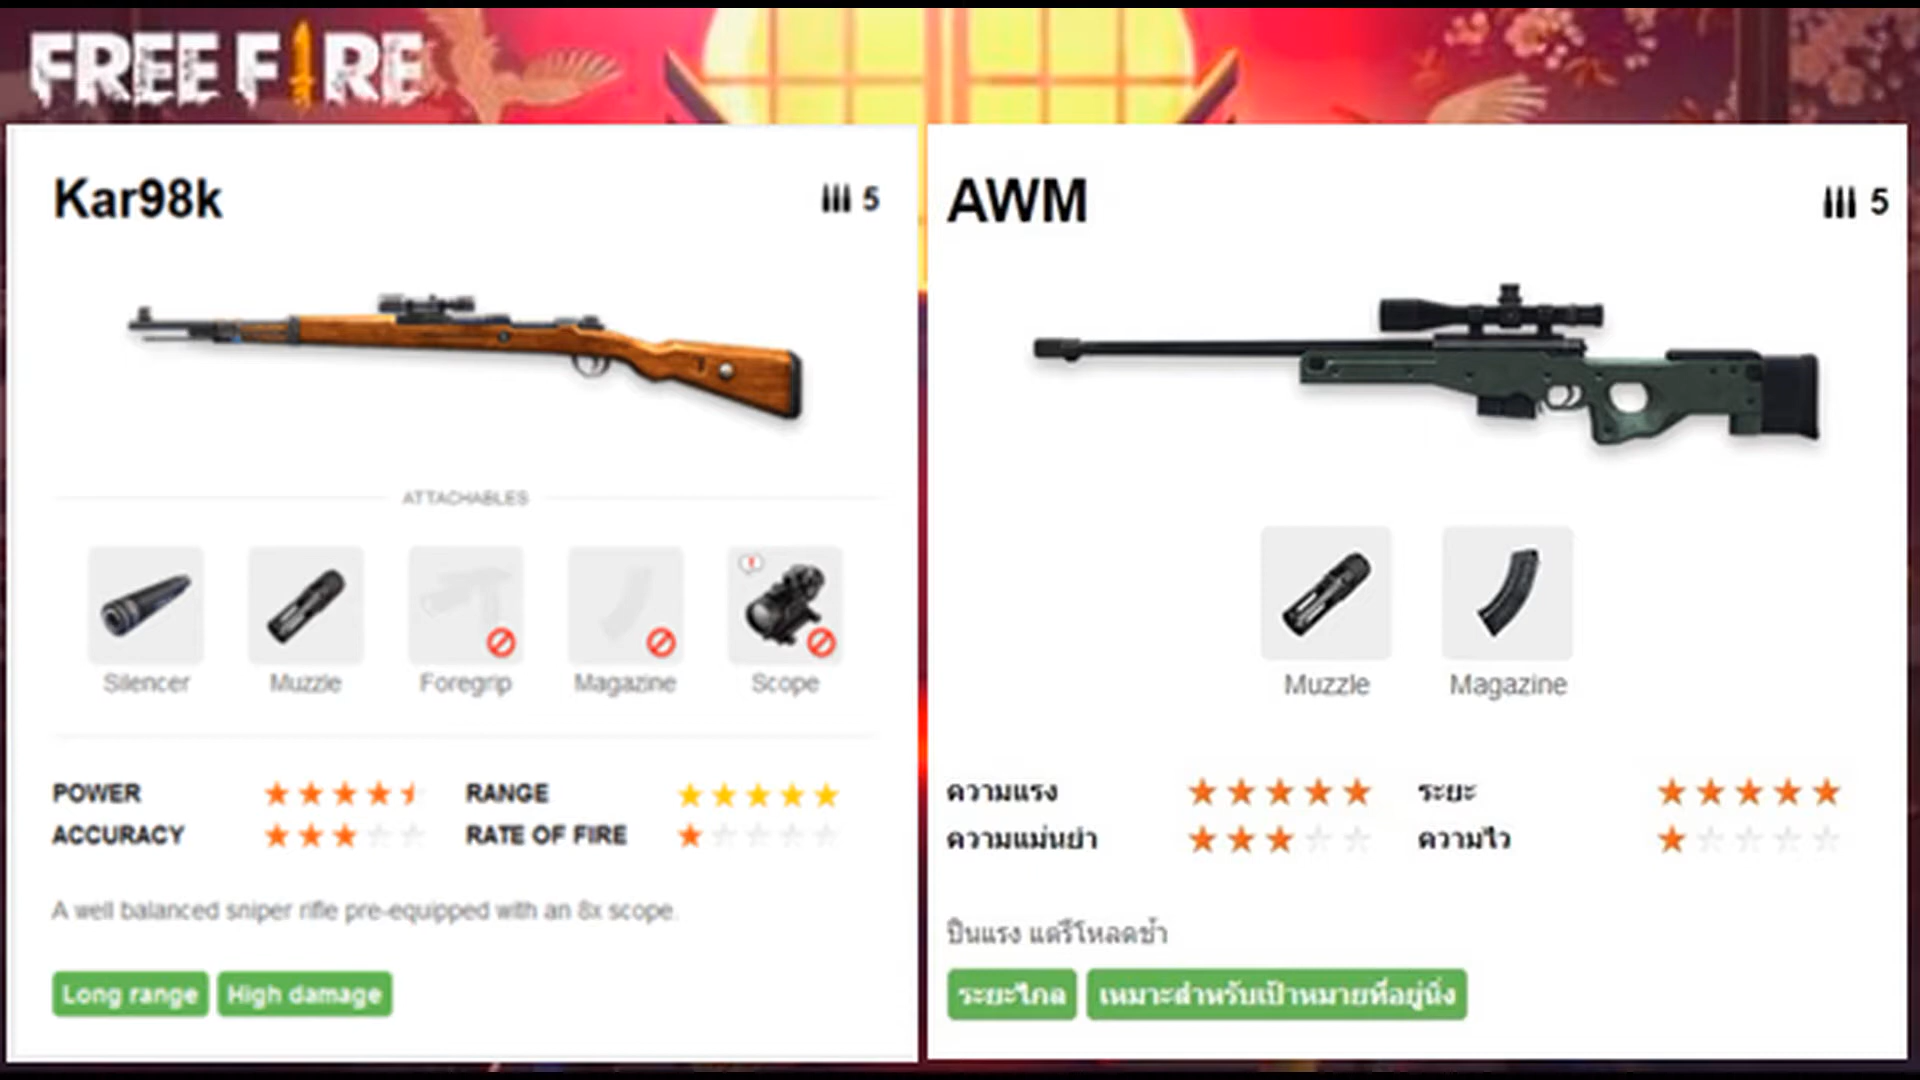 FREE FIRE
Kar98k
5
ATTACHABLES
Silencer
Muzzle
Foregrip
Magazine
Scope
POWER
RANGE
ACCURACY
RATE OF FIRE
A well balanced sniper rifle pre-equipped with an 8x scope.
Long range
High damage
AWM
5
Muzzle
Magazine
ความแรง
ระยะ
ความแม่นยำ
ความไว
ปืนแรง แต่รีโหลดช้ำ
ระยะไกล
เหมาะสำหรับเป้าหมายที่อยู่นิ่ง